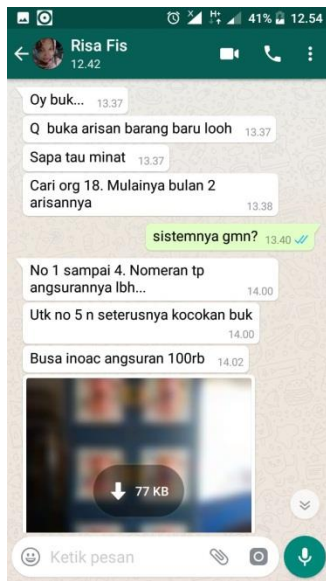 41% 12.54
Risa Fis
12.42
Oy buk... 13.37
Q buka arisan barang baru looh 13.37
Sapa tau minat 13.37
Cari org 18. Mulainya bulan 2
arisannya 13.38
sistemnya gmn? 13.40
No 1 sampai 4. Nomeran tp
angsurannya lbh... 14.00
Utk no 5 n seterusnya kocokan buk
14.00
Busa inoac angsuran 100rb 14.02
77 KB
Ketik pesan